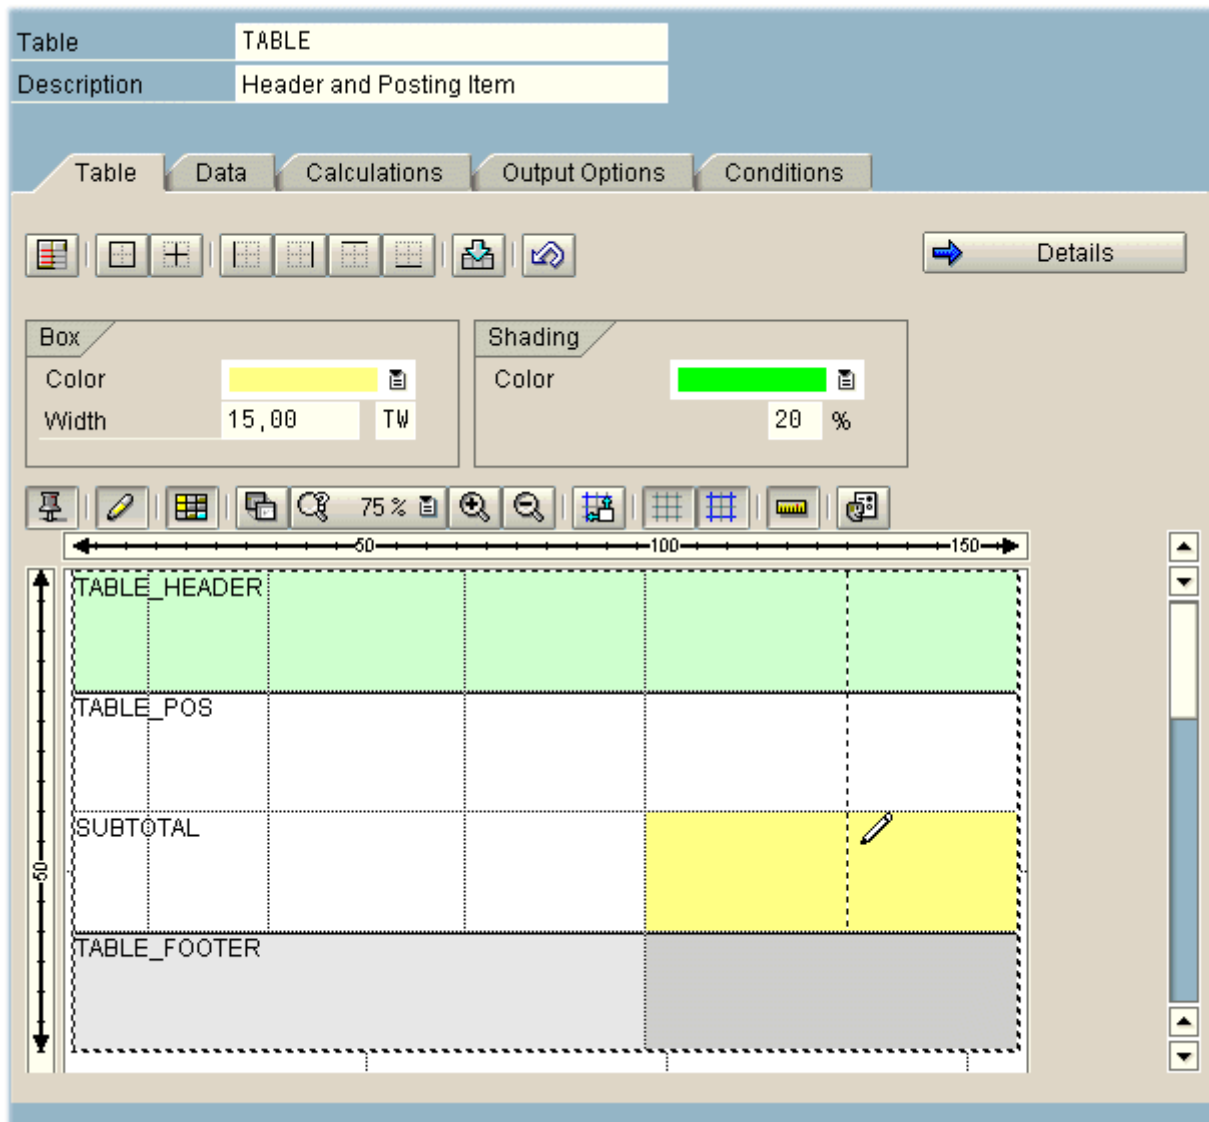 Table TABLE
Description Header and Posting Item
Table Data Calculations Output Options Conditions
Details
Box Shading
Color Color
Width 15,00 TW 20 %
75 %
50 100 150
TABLE_HEADER
TABLE_POS
SUBTOTAL
50
TABLE_FOOTER